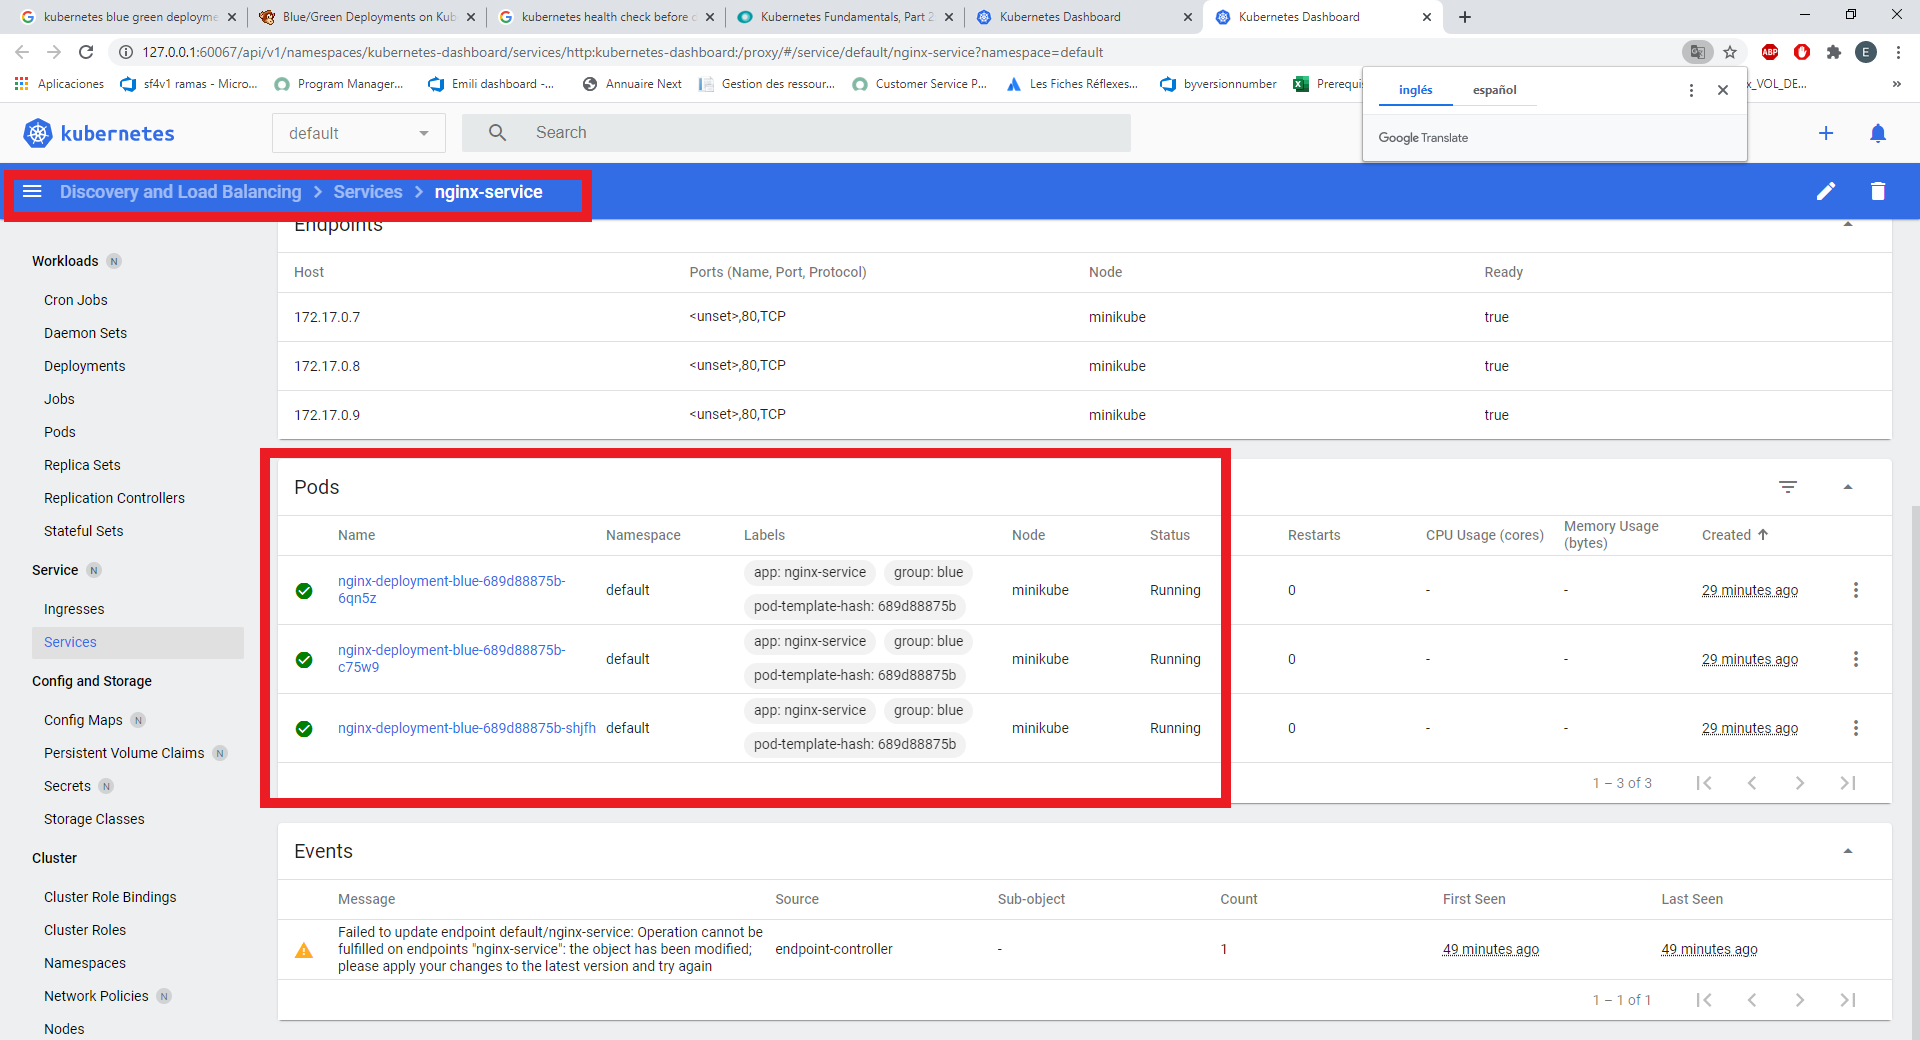 kubernetes blue green deployme
Blue/Green Deployments on Kub
kubernetes health check before d
Kubernetes Fundamentals, Part 2
Kubernetes Dashboard
Kubernetes Dashboard
127.0.0.1:60067/api/v1/namespaces/kubernetes-dashboard/services/http:kubernetes-dashboard:/proxy/#/service/default/nginx-service?namespace=default
ABP
E
Aplicaciones
sf4v1 ramas - Micro...
Program Manager...
Emili dashboard -...
Annuaire Next
Gestion des ressour...
Customer Service P...
Les Fiches Réflexes...
byversionnumber
Prerequi
x_VOL_DE...
»
inglés
español
Google Translate
kubernetes
default
Search
Discovery and Load Balancing
Services
nginx-service
Workloads N
Cron Jobs
Daemon Sets
Deployments
Jobs
Pods
Replica Sets
Replication Controllers
Stateful Sets
Service N
Ingresses
Services
Config and Storage
Config Maps N
Persistent Volume Claims N
Secrets N
Storage Classes
Cluster
Cluster Role Bindings
Cluster Roles
Namespaces
Network Policies N
Nodes
Endpoints
Host Ports (Name, Port, Protocol) Node Ready
172.17.0.7 <unset>,80,TCP minikube true
172.17.0.8 <unset>,80,TCP minikube true
172.17.0.9 <unset>,80,TCP minikube true
Pods
Name Namespace Labels Node Status Restarts CPU Usage (cores) Memory Usage (bytes) Created
nginx-deployment-blue-689d88875b-
6qn5z
default
app: nginx-service group: blue
pod-template-hash: 689d88875b
minikube Running 0 - - 29 minutes ago
nginx-deployment-blue-689d88875b-
c75w9
default
app: nginx-service group: blue
pod-template-hash: 689d88875b
minikube Running 0 - - 29 minutes ago
nginx-deployment-blue-689d88875b-shjfh
default
app: nginx-service group: blue
pod-template-hash: 689d88875b
minikube Running 0 - - 29 minutes ago
1 – 3 of 3
Events
Message Source Sub-object Count First Seen Last Seen
Failed to update endpoint default/nginx-service: Operation cannot be
fulfilled on endpoints "nginx-service": the object has been modified;
please apply your changes to the latest version and try again
endpoint-controller - 1 49 minutes ago 49 minutes ago
1 – 1 of 1